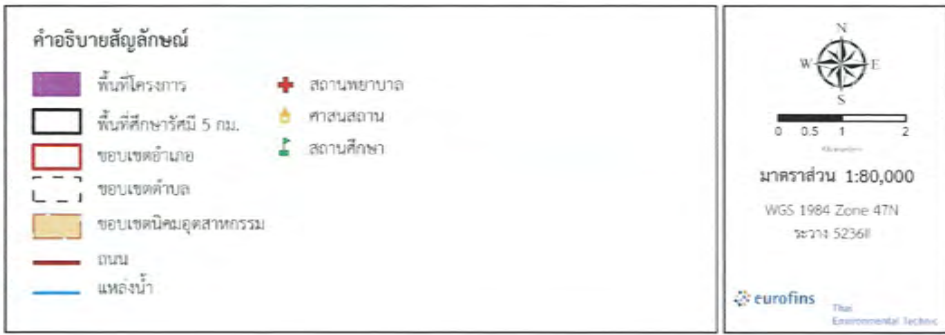 คำอธิบายสัญลักษณ์
พื้นที่โครงการ
พื้นที่ศึกษารัศมี 5 กม.
ขอบเขตอำเภอ
ขอบเขตตำบล
ขอบเขตนิคมอุตสาหกรรม
ถนน
แหล่งน้ำ
สถานพยาบาล
ศาสนสถาน
สถานศึกษา
N
W E
S
0 0.5 1 2
Kilometers
มาตราส่วน 1:80,000
WGS 1984 Zone 47N
ระวาง 5236II
eurofins
Thai
Environmental Technic